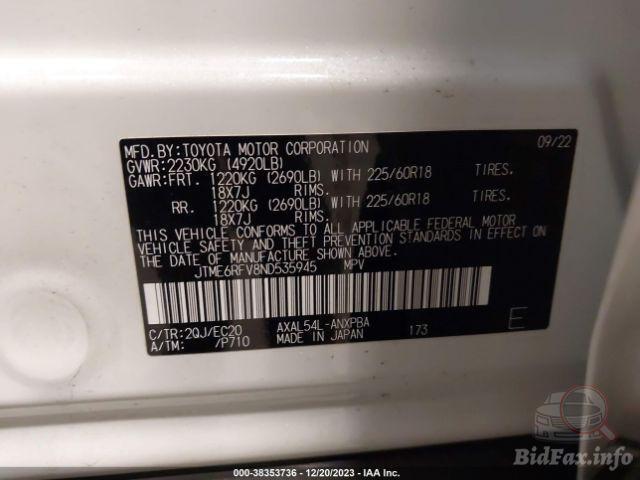 MFD.BY:TOYOTA MOTOR CORPORATION 09/22
GVWR:2230KG (4920LB)
GAWR:FRT. 1220KG (2690LB) WITH 225/60R18 TIRES.
18X7J RIMS.
RR. 1220KG (2690LB) WITH 225/60R18 TIRES.
18X7J RIMS.
THIS VEHICLE CONFORMS TO ALL APPLICABLE FEDERAL MOTOR
VEHICLE SAFETY AND THEFT PREVENTION STANDARDS IN EFFECT ON
THE DATE OF MANUFACTURE SHOWN ABOVE.
JTME6RFV8ND535945 MPV
C/TR:2QJ/EC20 AXAL54L-ANXPBA 173 E
A/TM: /P710 MADE IN JAPAN
BidFax.info
000-38353736 - 12/20/2023 - IAA Inc.